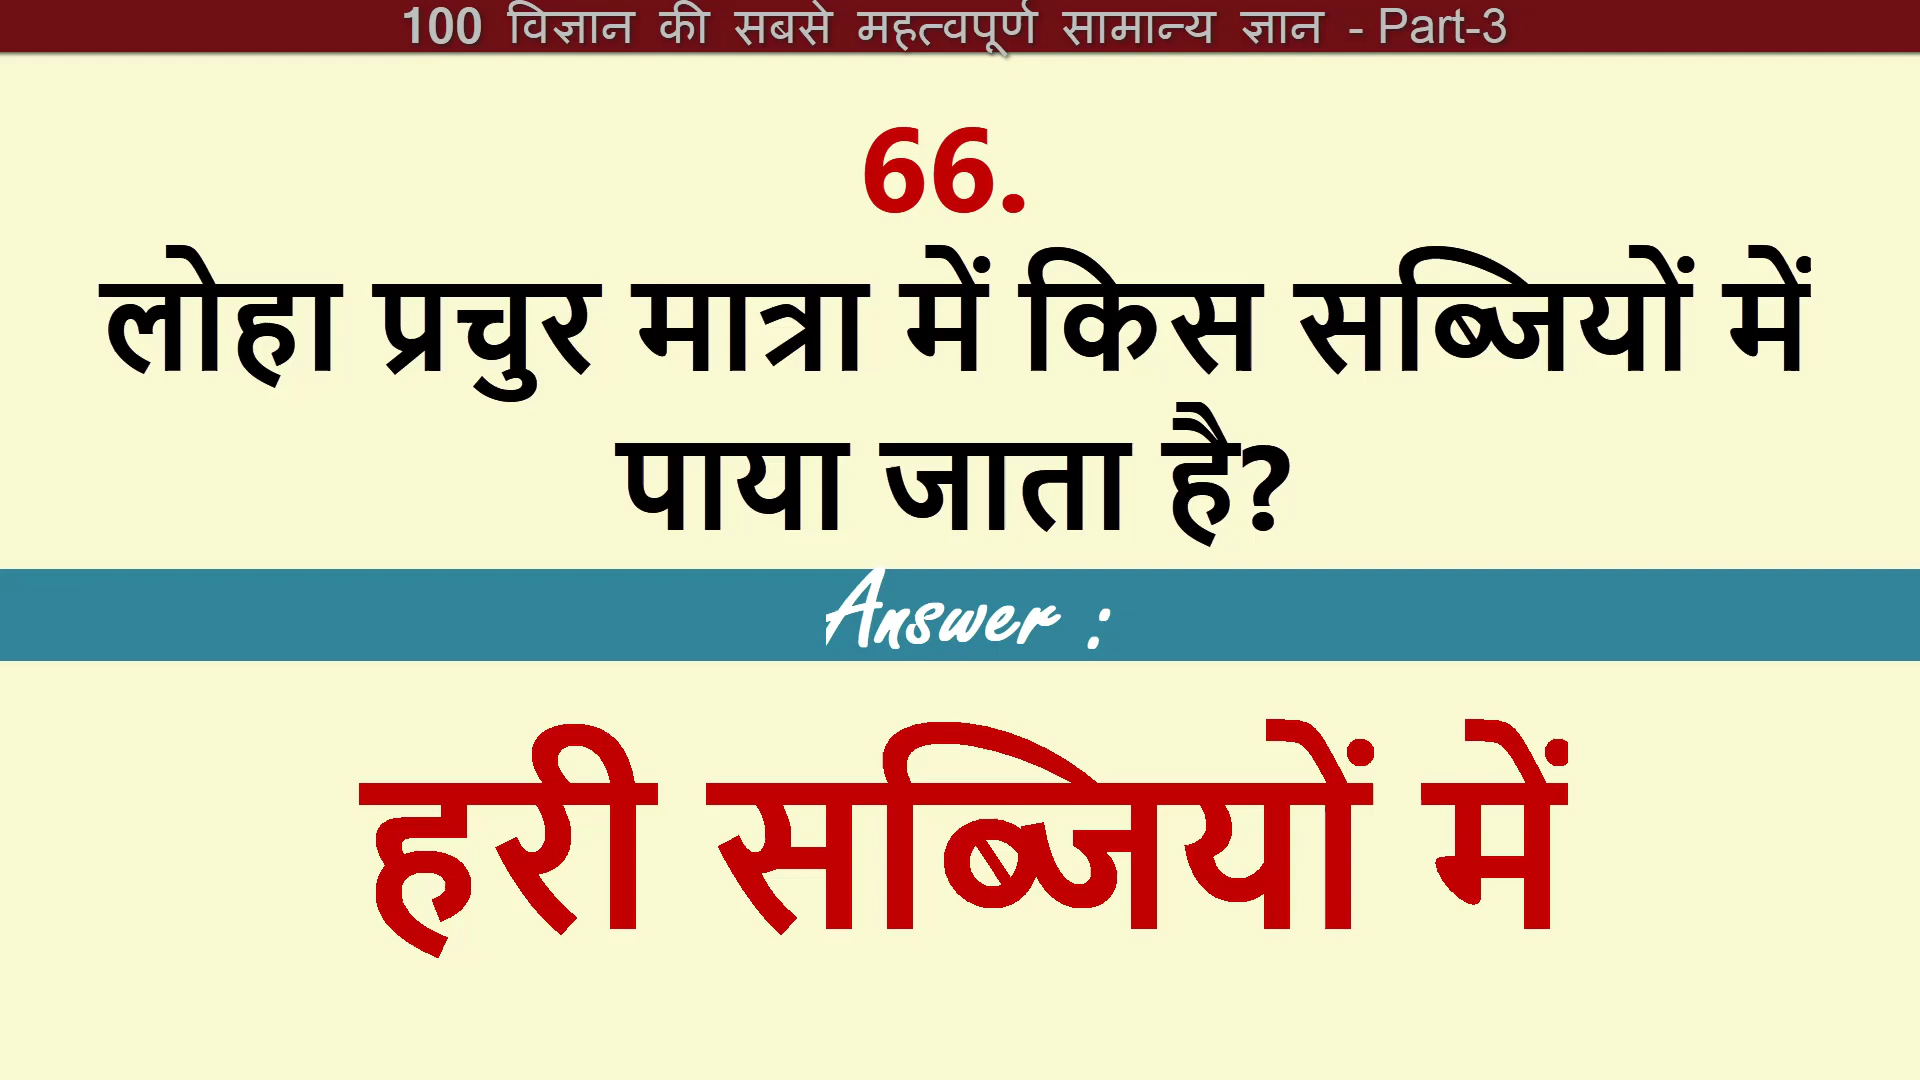 100 विज्ञान की सबसे महत्वपूर्ण सामान्य ज्ञान - Part-3
66.
लोहा प्रचुर मात्रा में किस सब्जियों में
पाया जाता है?
Answer :
हरी सब्जियों में